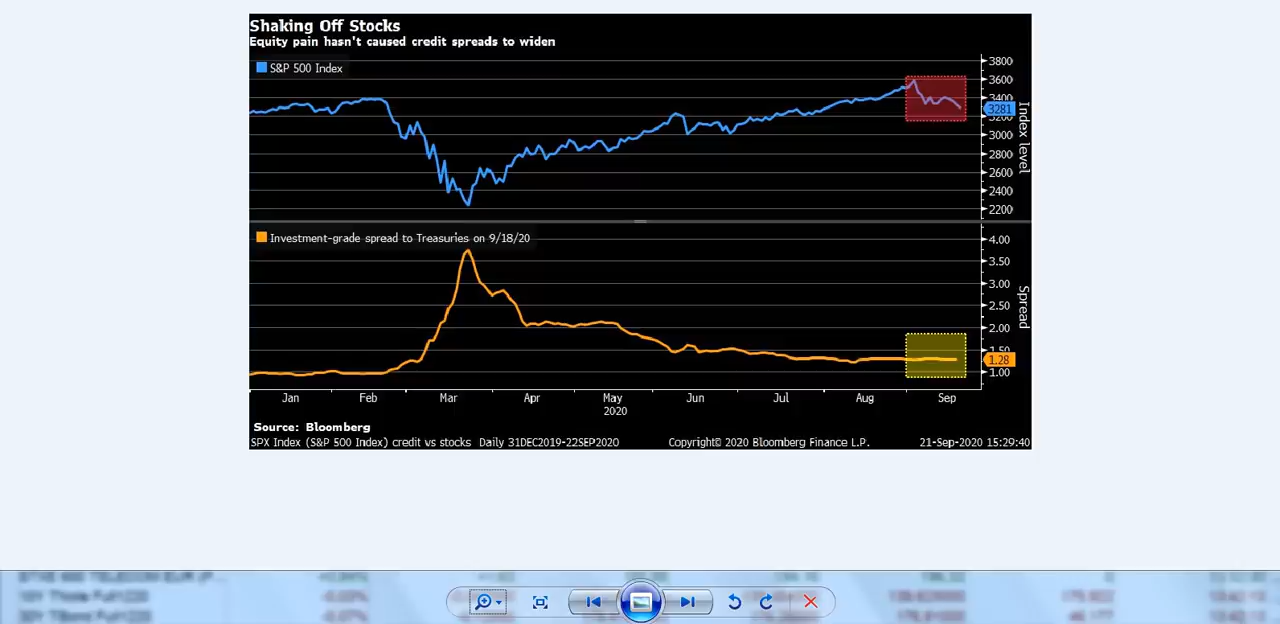 Shaking Off Stocks
Equity pain hasn't caused credit spreads to widen
S&P 500 Index
3800
3600
3400
3281
3200
3000
2800
2600
2400
2200
Index level
Investment-grade spread to Treasuries on 9/18/20
4.00
3.50
3.00
2.50
2.00
1.50
1.28
1.00
Spread
Jan Feb Mar Apr May Jun Jul Aug Sep
2020
Source: Bloomberg
SPX Index (S&P 500 Index) credit vs stocks Daily 31DEC2019-22SEP2020 Copyright© 2020 Bloomberg Finance L.P. 21-Sep-2020 15:29:40